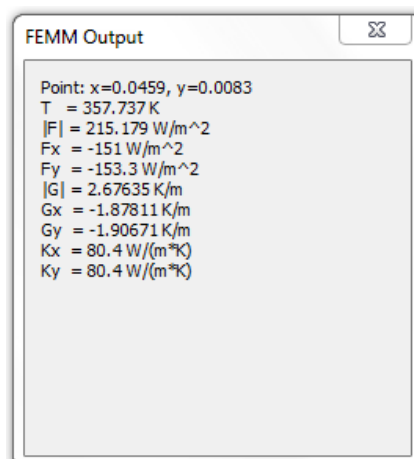 FEMM Output
Point: x=0.0459, y=0.0083
T = 357.737 K
|F| = 215.179 W/m^2
Fx = -151 W/m^2
Fy = -153.3 W/m^2
|G| = 2.67635 K/m
Gx = -1.87811 K/m
Gy = -1.90671 K/m
Kx = 80.4 W/(m*K)
Ky = 80.4 W/(m*K)